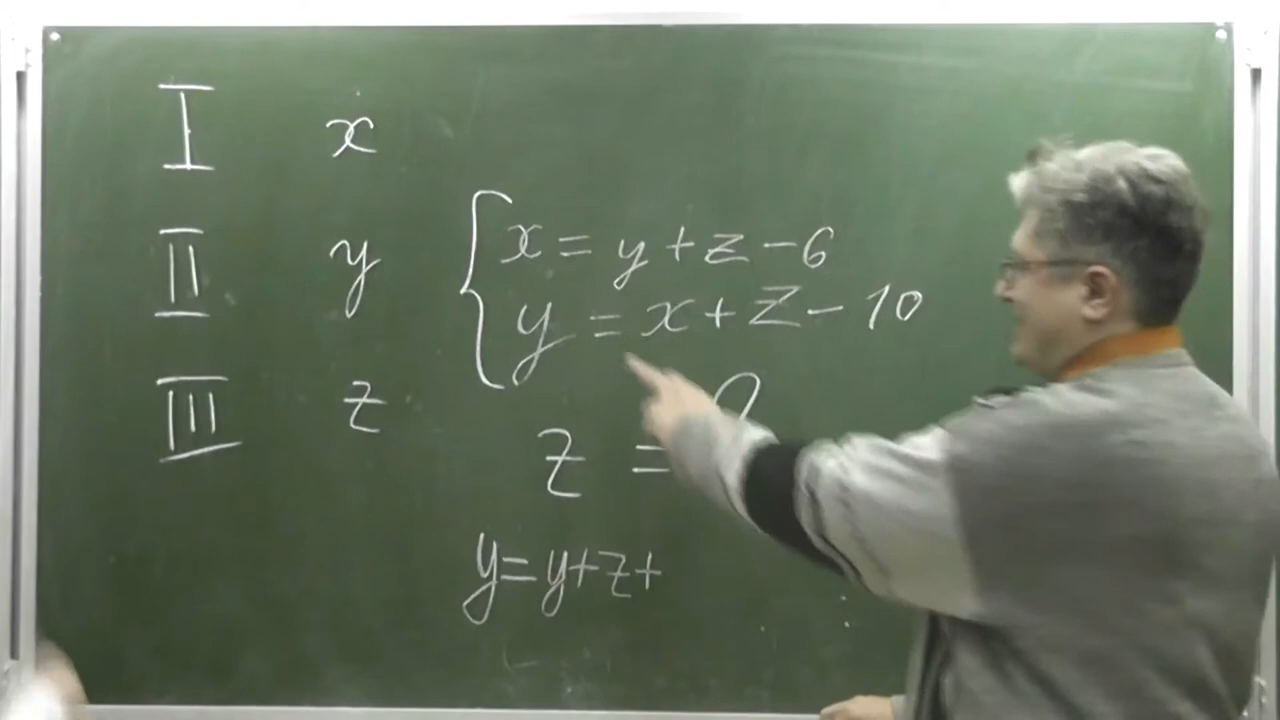 I x
II y
III z
x = y + z - 6
y = x + z - 10
z =
y = y + z +